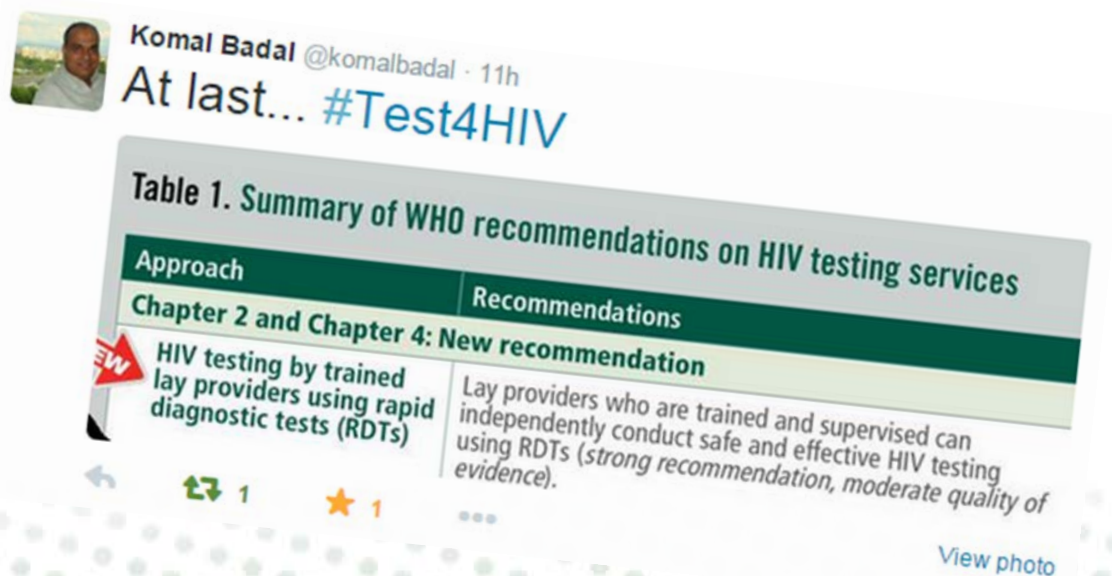 Komal Badal @komalbadal · 11h
At last... #Test4HIV
Table 1. Summary of WHO recommendations on HIV testing services
Approach
Recommendations
Chapter 2 and Chapter 4: New recommendation
EW
HIV testing by trained
lay providers using rapid
diagnostic tests (RDTs)
Lay providers who are trained and supervised can
independently conduct safe and effective HIV testing
using RDTs (strong recommendation, moderate quality of
evidence).
1
1
View photo